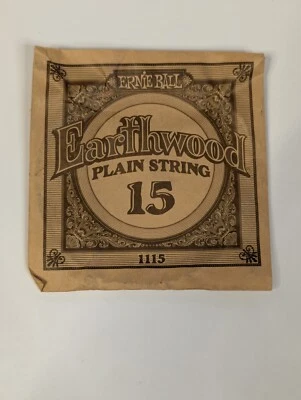 ERNIE BALL
Earthwood
PLAIN STRING
15
1115